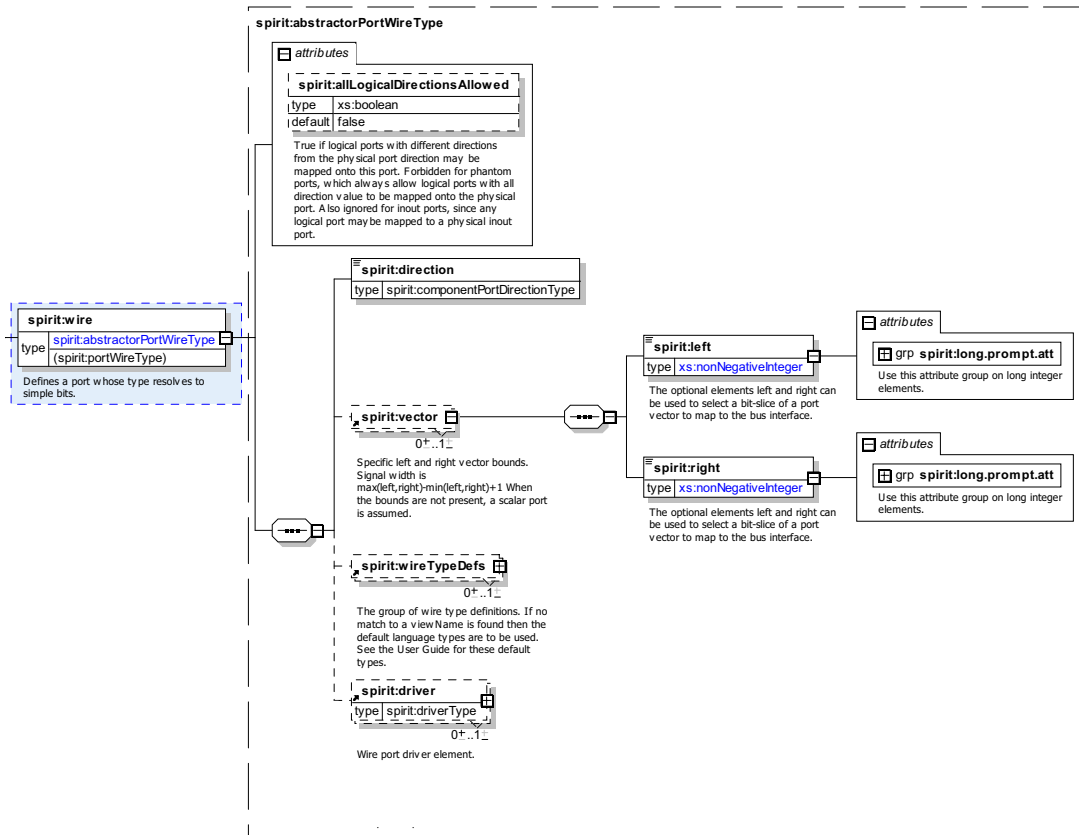 spirit:abstractorPortWireType
attributes
spirit:allLogicalDirectionsAllowed
type xs:boolean
default false
True if logical ports with different directions
from the physical port direction may be
mapped onto this port. Forbidden for phantom
ports, which always allow logical ports with all
direction value to be mapped onto the physical
port. Also ignored for inout ports, since any
logical port may be mapped to a physical inout
port.
spirit:wire
type spirit:abstractorPortWireType
(spirit:portWireType)
Defines a port whose type resolves to
simple bits.
spirit:direction
type spirit:componentPortDirectionType
spirit:vector
0..1
Specific left and right vector bounds.
Signal width is
max(left,right)-min(left,right)+1 When
the bounds are not present, a scalar port
is assumed.
spirit:left
type xs:nonNegativeInteger
The optional elements left and right can
be used to select a bit-slice of a port
vector to map to the bus interface.
attributes
grp spirit:long.prompt.att
Use this attribute group on long integer
elements.
spirit:right
type xs:nonNegativeInteger
The optional elements left and right can
be used to select a bit-slice of a port
vector to map to the bus interface.
attributes
grp spirit:long.prompt.att
Use this attribute group on long integer
elements.
spirit:wireTypeDefs
0..1
The group of wire type definitions. If no
match to a viewName is found then the
default language types are to be used.
See the User Guide for these default
types.
spirit:driver
type spirit:driverType
0..1
Wire port driver element.